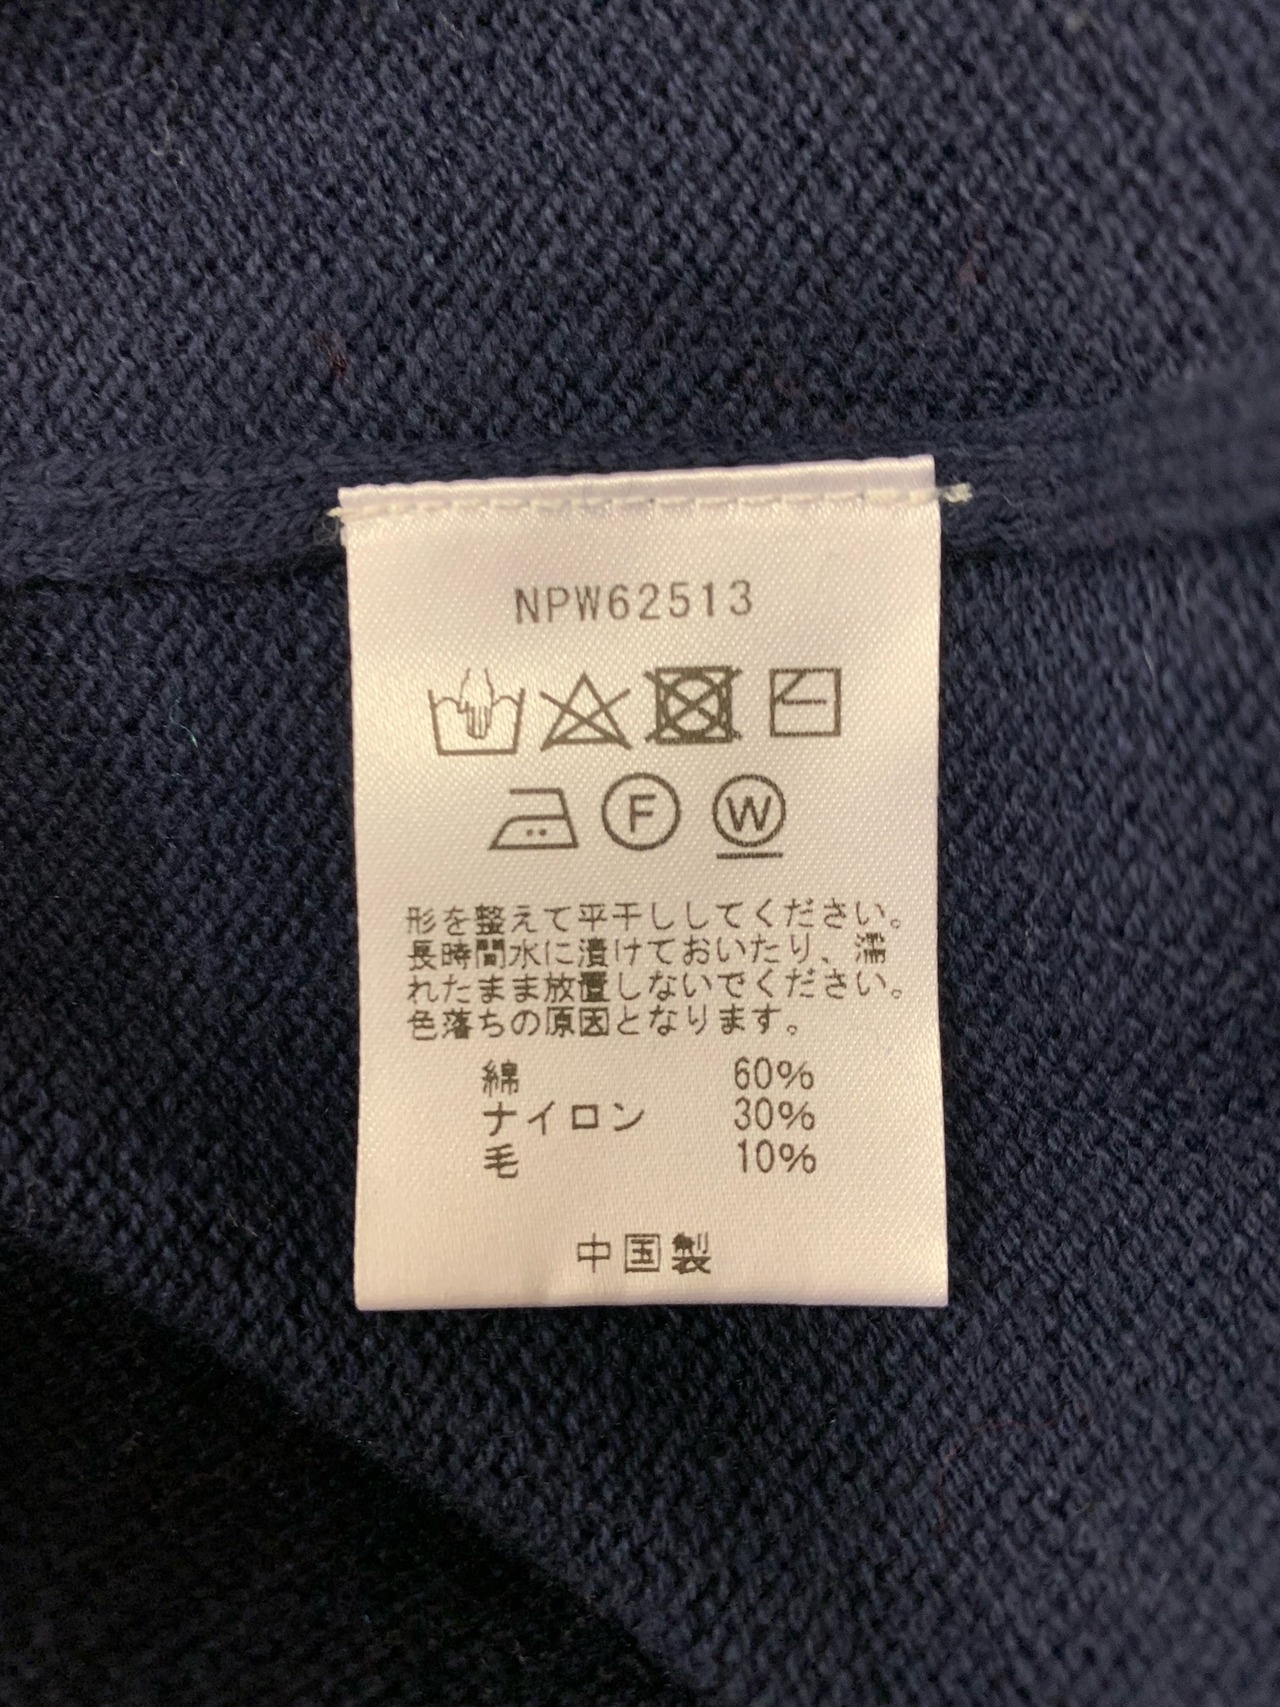 NPW62513
F W
形を整えて平干ししてください。
長時間水に漬けておいたり、濡
れたまま放置しないでください。
色落ちの原因となります。
綿 60%
ナイロン 30%
毛 10%
中国製